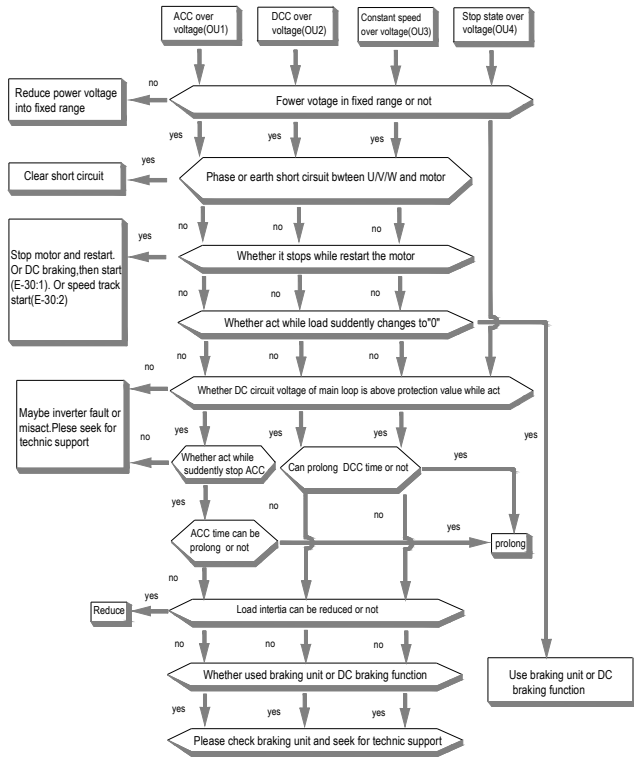 ACC over
voltage(OU1)
DCC over
voltage(OU2)
Constant speed
over voltage(OU3)
Stop state over
voltage(OU4)
no
Reduce power voltage
into fixed range
Fower votage in fixed range or not
yes
yes
yes
yes
Clear short circuit
Phase or earth short circuit bwteen U/V/W and motor
no
no
no
yes
Stop motor and restart.
Or DC braking,then start
(E-30:1). Or speed track
start(E-30:2)
Whether it stops while restart the motor
no
no
no
Whether act while load suddently changes to"0"
no
no
no
no
Whether DC circuit voltage of main loop is above protection value while act
Maybe inverter fault or
misact.Plese seek for
technic support
yes
yes
yes
yes
no
Whether act while
suddently stop ACC
Can prolong DCC time or not
yes
yes
no
no
ACC time can be
prolong or not
yes
prolong
no
yes
Reduce
Load intertia can be reduced or not
no
no
no
Whether used braking unit or DC braking function
Use braking unit or DC
braking function
yes
yes
yes
Please check braking unit and seek for technic support